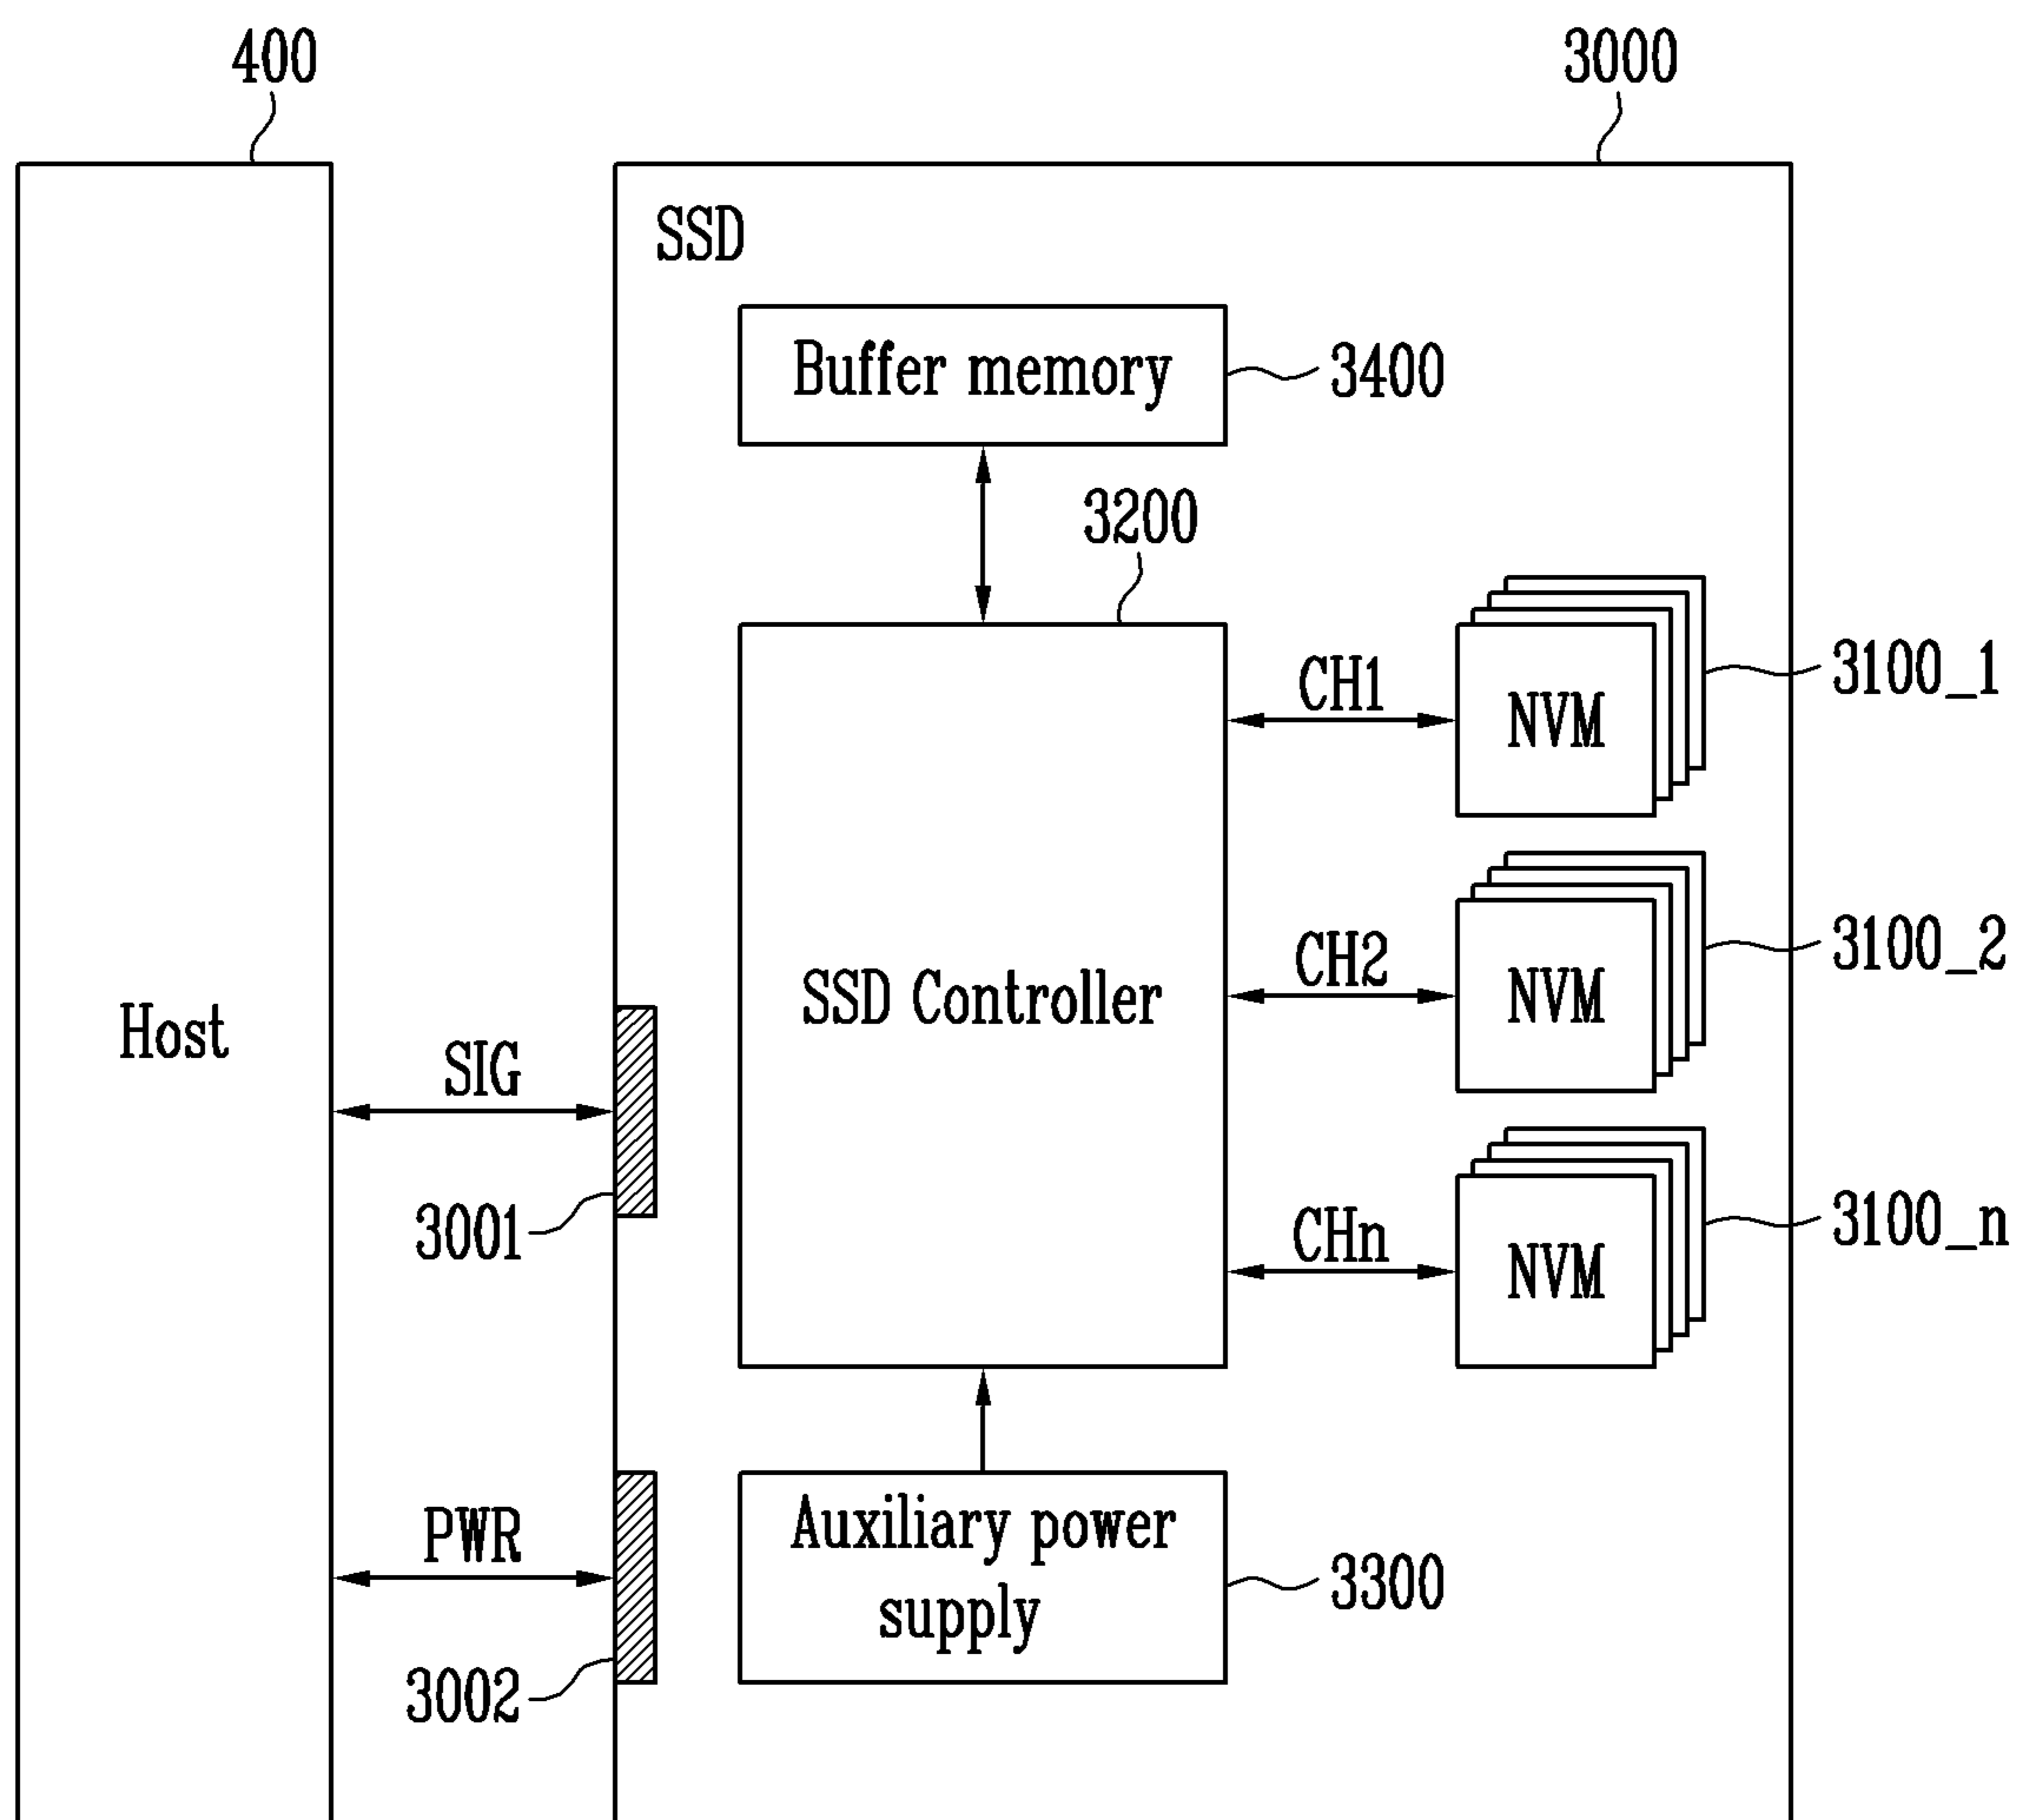 400
3000
SSD
Buffer memory
3400
3200
CH1
NVM
3100_1
CH2
NVM
3100_2
SSD Controller
Host
SIG
3001
CHn
NVM
3100_n
PWR
3002
Auxiliary power
supply
3300